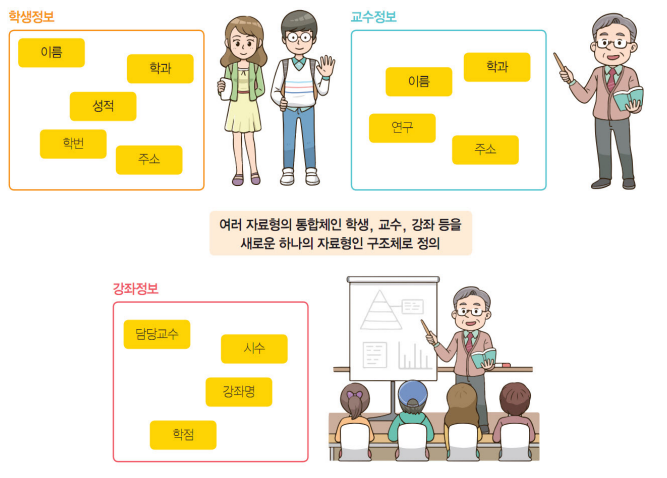 학생정보
이름
학과
성적
학번
주소
교수정보
이름
학과
연구
주소
여러 자료형의 통합체인 학생, 교수, 강좌 등을
새로운 하나의 자료형인 구조체로 정의
강좌정보
담당교수
시수
강좌명
학점